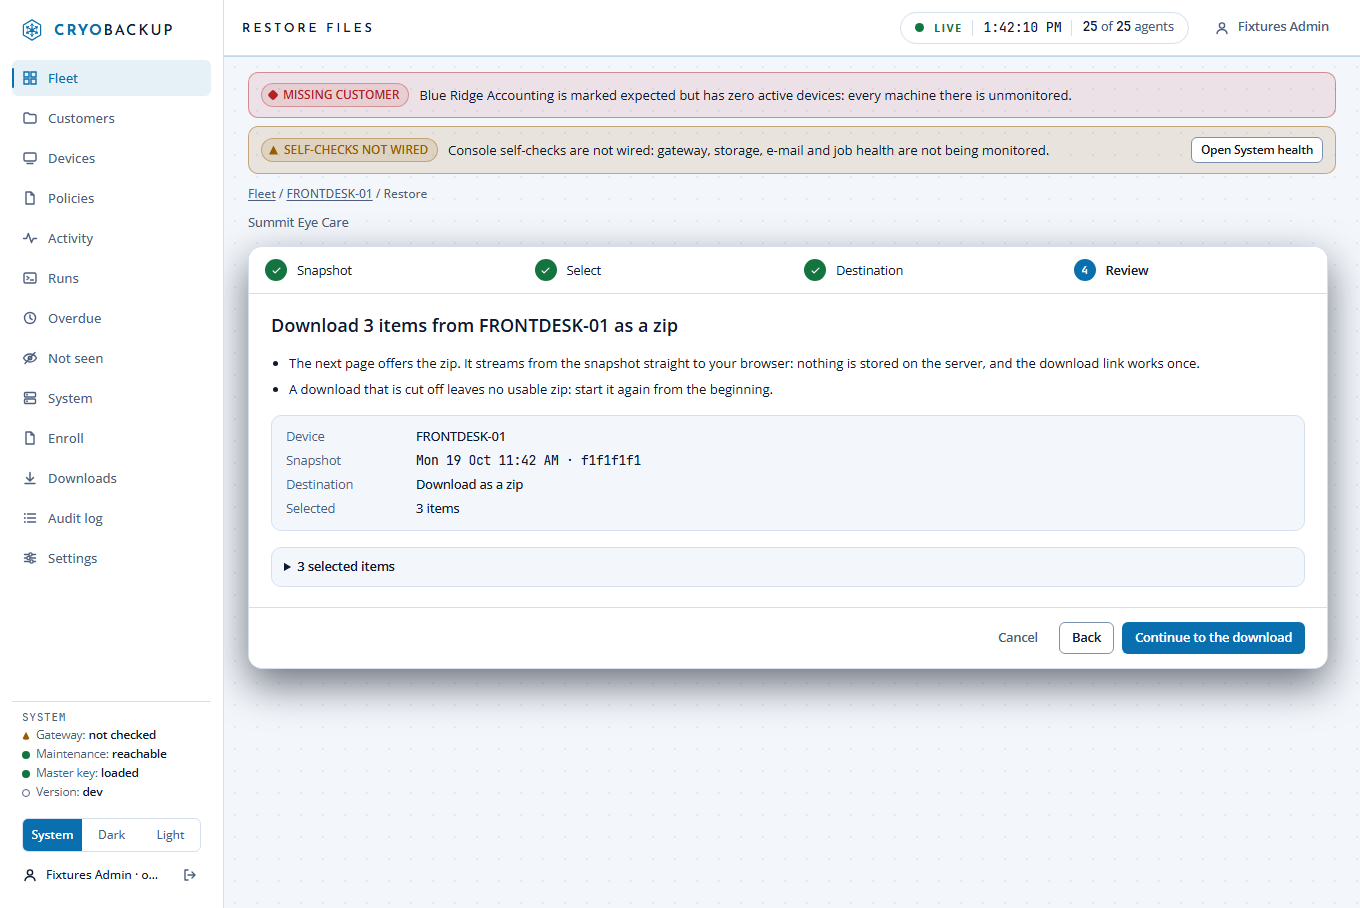 CRYOBACKUP
RESTORE FILES
LIVE 1:42:10 PM 25 of 25 agents
Fixtures Admin
Fleet
Customers
Devices
Policies
Activity
Runs
Overdue
Not seen
System
Enroll
Downloads
Audit log
Settings
SYSTEM
Gateway: not checked
Maintenance: reachable
Master key: loaded
Version: dev
System Dark Light
Fixtures Admin · o...
MISSING CUSTOMER Blue Ridge Accounting is marked expected but has zero active devices: every machine there is unmonitored.
SELF-CHECKS NOT WIRED Console self-checks are not wired: gateway, storage, e-mail and job health are not being monitored. Open System health
Fleet / FRONTDESK-01 / Restore
Summit Eye Care
Snapshot Select Destination 4 Review
Download 3 items from FRONTDESK-01 as a zip
• The next page offers the zip. It streams from the snapshot straight to your browser: nothing is stored on the server, and the download link works once.
• A download that is cut off leaves no usable zip: start it again from the beginning.
Device FRONTDESK-01
Snapshot Mon 19 Oct 11:42 AM · f1f1f1f1
Destination Download as a zip
Selected 3 items
3 selected items
Cancel Back Continue to the download